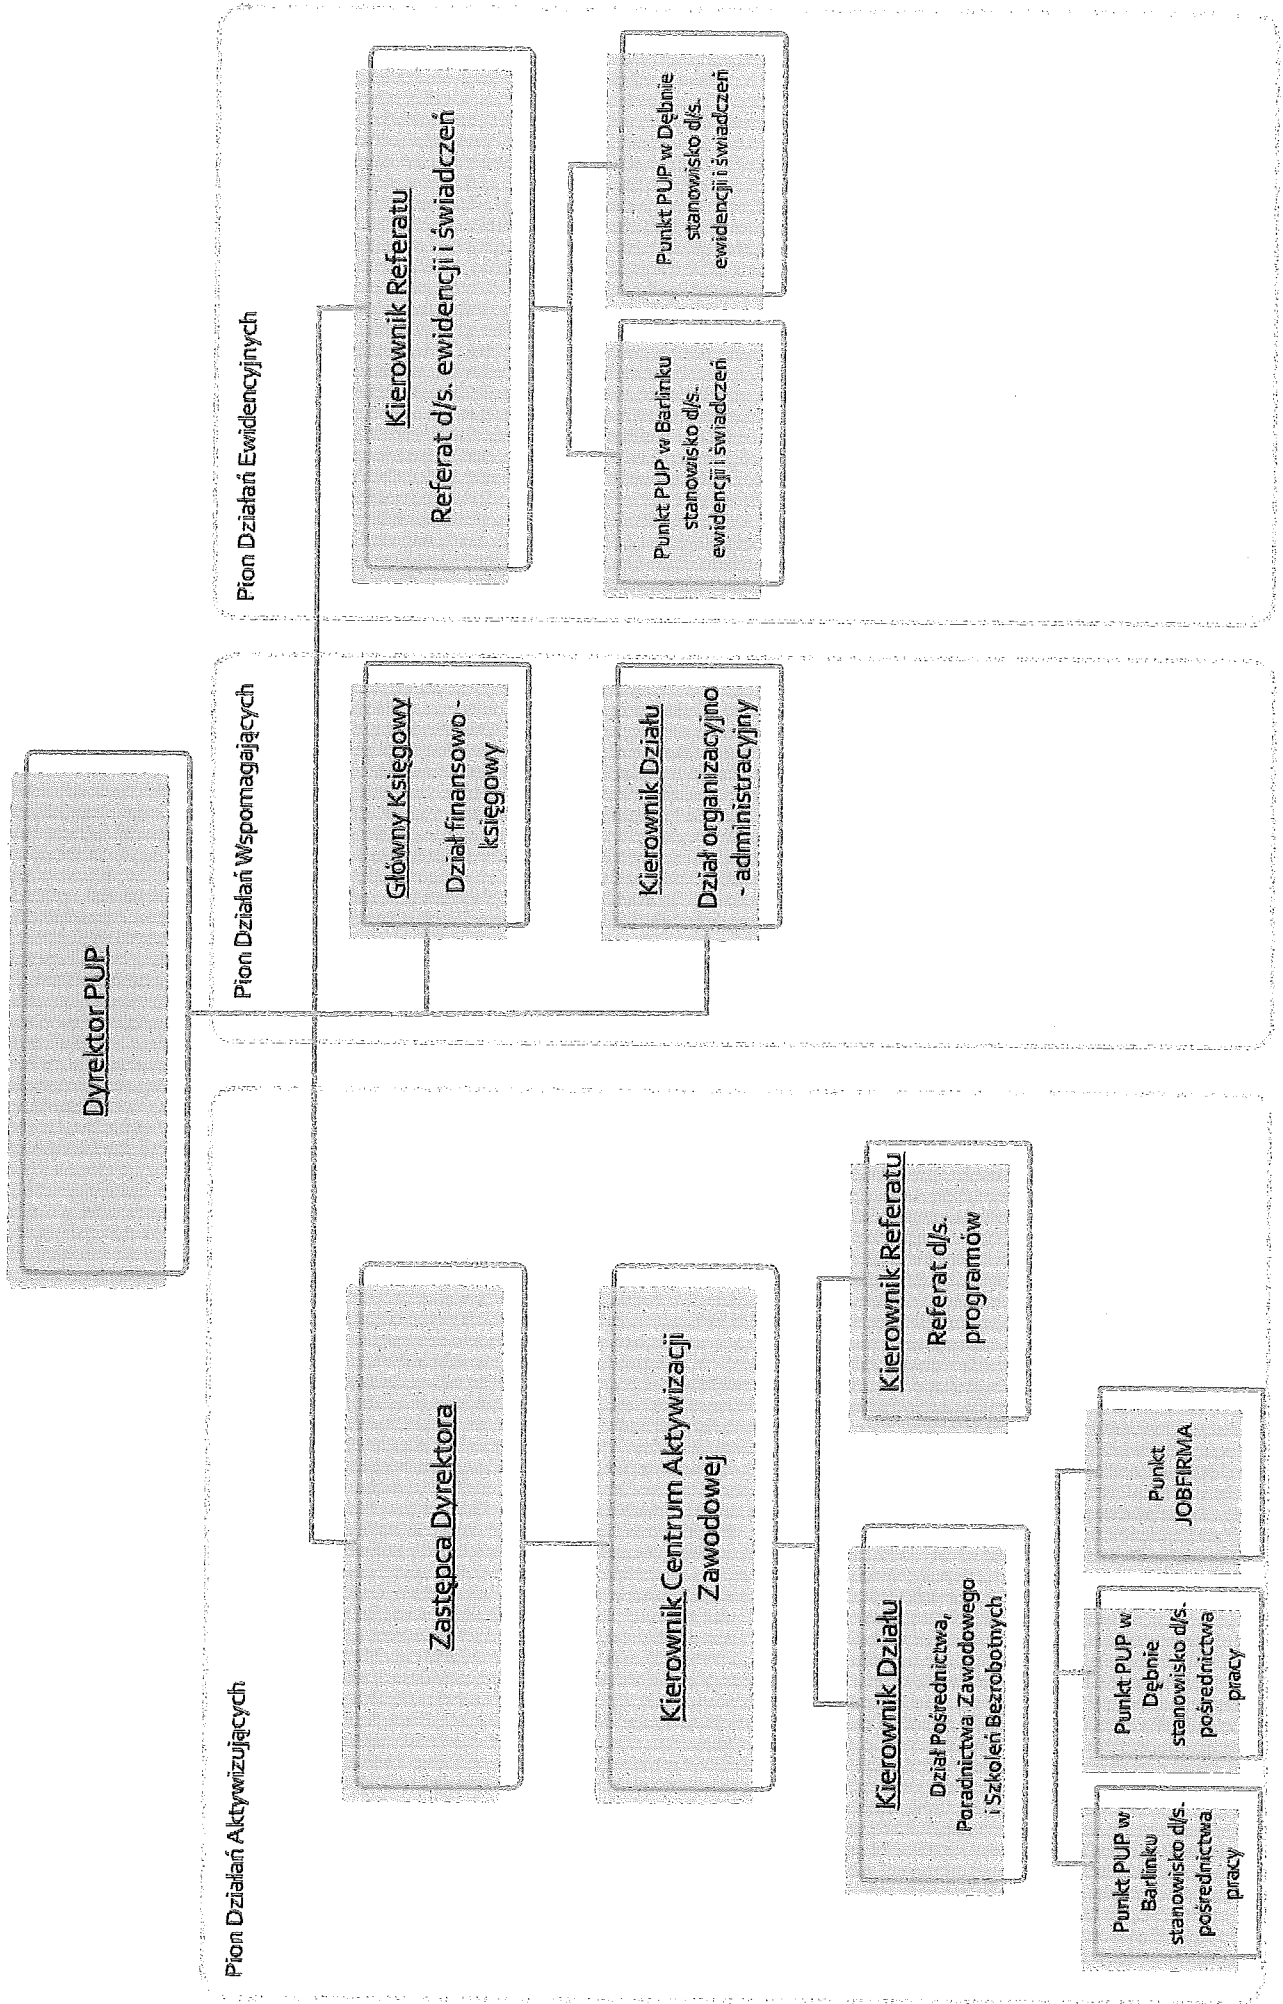 Dyrektor PUP
Pion Działań Aktywizujących
Zastępca Dyrektora
Kierownik Centrum Aktywizacji
Zawodowej
Kierownik Działu
Dział Pośrednictwa,
Poradnictwa Zawodowego
i Szkoleń Bezrobotnych
Kierownik Referatu
Referat d/s.
programów
Punkt PUP w
Barlinku
stanowisko d/s.
pośrednictwa
pracy
Punkt PUP w
Dębnie
stanowisko d/s.
pośrednictwa
pracy
Punkt
JOBFIRMA
Pion Działań Wspomagających
Główny Księgowy
Dział finansowo -
księgowy
Kierownik Działu
Dział organizacyjno
- administracyjny
Pion Działań Ewidencyjnych
Kierownik Referatu
Referat d/s. ewidencji i świadczeń
Punkt PUP w Barlinku
stanowisko d/s.
ewidencji i świadczeń
Punkt PUP w Dębnie
stanowisko d/s.
ewidencji i świadczeń